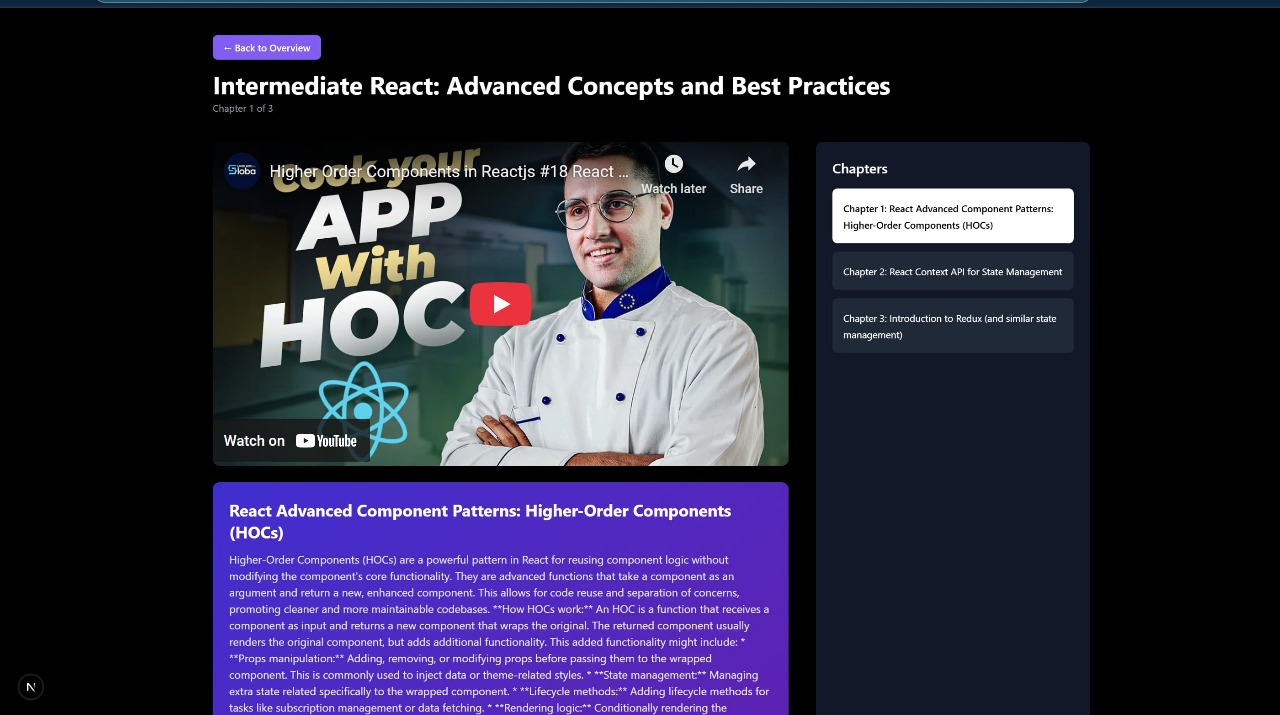 ← Back to Overview
Intermediate React: Advanced Concepts and Best Practices
Chapter 1 of 3
Higher Order Components in Reactjs #18 React ...
Watch later
Share
Cook your
APP
with
HOC
Watch on YouTube
React Advanced Component Patterns: Higher-Order Components
(HOCs)
Higher-Order Components (HOCs) are a powerful pattern in React for reusing component logic without
modifying the component's core functionality. They are advanced functions that take a component as an
argument and return a new, enhanced component. This allows for code reuse and separation of concerns,
promoting cleaner and more maintainable codebases. **How HOCs work:** An HOC is a function that receives a
component as input and returns a new component that wraps the original. The returned component usually
renders the original component, but adds additional functionality. This added functionality might include: *
**Props manipulation:** Adding, removing, or modifying props before passing them to the wrapped
component. This is commonly used to inject data or theme-related styles. * **State management:** Managing
extra state related specifically to the wrapped component. * **Lifecycle methods:** Adding lifecycle methods for
tasks like subscription management or data fetching. * **Rendering logic:** Conditionally rendering the
Chapters
Chapter 1: React Advanced Component Patterns:
Higher-Order Components (HOCs)
Chapter 2: React Context API for State Management
Chapter 3: Introduction to Redux (and similar state
management)
N